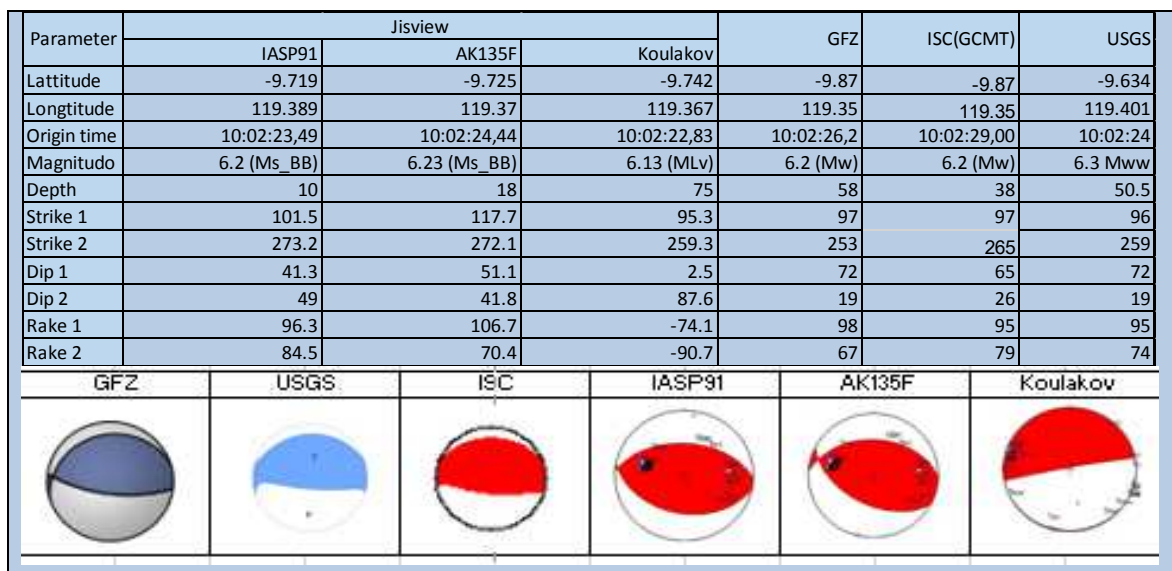 Parameter Jisview GFZ ISC(GCMT) USGS
IASP91 AK135F Koulakov
Lattitude -9.719 -9.725 -9.742 -9.87 -9.87 -9.634
Longtitude 119.389 119.37 119.367 119.35 119.35 119.401
Origin time 10:02:23,49 10:02:24,44 10:02:22,83 10:02:26,2 10:02:29,00 10:02:24
Magnitudo 6.2 (Ms_BB) 6.23 (Ms_BB) 6.13 (MLv) 6.2 (Mw) 6.2 (Mw) 6.3 Mww
Depth 10 18 75 58 38 50.5
Strike 1 101.5 117.7 95.3 97 97 96
Strike 2 273.2 272.1 259.3 253 265 259
Dip 1 41.3 51.1 2.5 72 65 72
Dip 2 49 41.8 87.6 19 26 19
Rake 1 96.3 106.7 -74.1 98 95 95
Rake 2 84.5 70.4 -90.7 67 79 74
GFZ USGS ISC IASP91 AK135F Koulakov